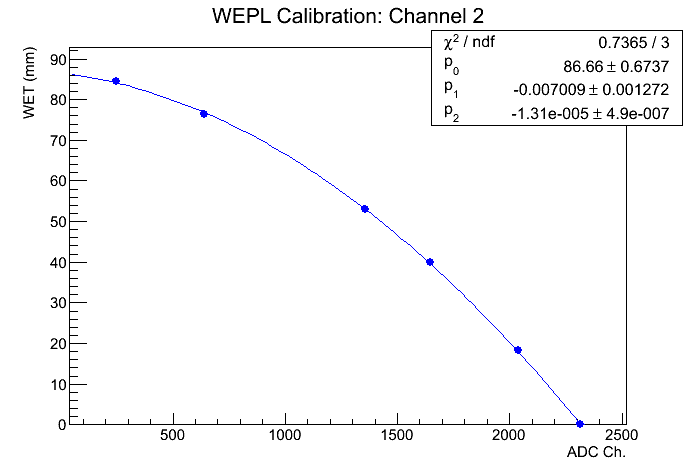 WEPL Calibration: Channel 2
χ² / ndf 0.7365 / 3
p₀ 86.66 ± 0.6737
p₁ -0.007009 ± 0.001272
p₂ -1.31e-005 ± 4.9e-007
WET (mm)
90
80
70
60
50
40
30
20
10
0
500 1000 1500 2000 2500
ADC Ch.